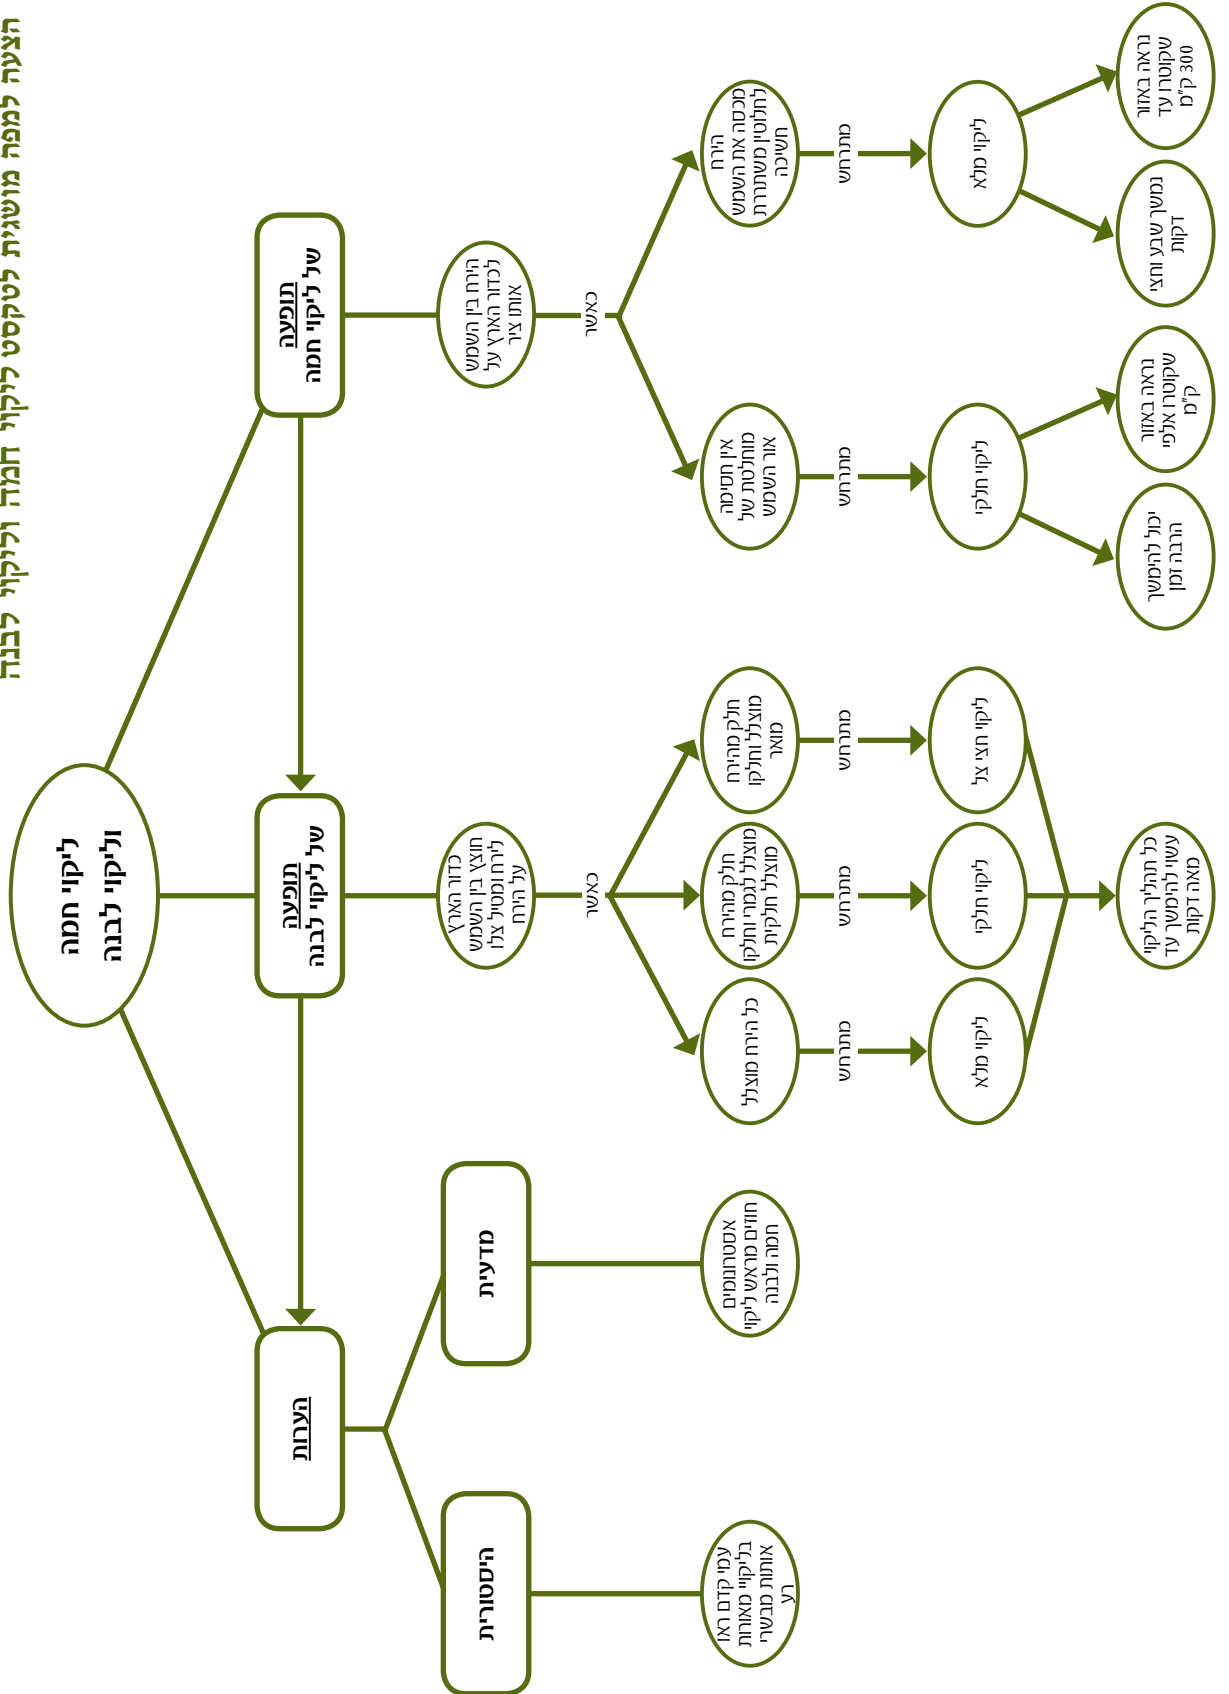 הצעה למפה מושגית לטקסט ליקוי חמה וליקוי לבנה
ליקוי חמה
וליקוי לבנה
תופעה
של ליקוי חמה
תופעה
של ליקוי לבנה
הערות
הירח בין השמש
לכדור הארץ על
אותו ציר
כאשר
הירח
מכסה את השמש
לחלוטין משתררת
חשיכה
מתרחש
ליקוי מלא
נראה באזור
שקוטרו עד
300 ק"מ
נמשך שבע וחצי
דקות
אין חסימה
מוחלטת של
אור השמש
מתרחש
ליקוי חלקי
נראה באזור
שקוטרו אלפי
ק"מ
יכול להימשך
הרבה זמן
כדור הארץ
חוצץ בין השמש
לירח ומטיל צלו
על הירח
כאשר
חלק מהירח
מוצלל וחלקו
מואר
מתרחש
ליקוי חצי צל
חלק מהירח
מוצלל לגמרי וחלקו
מוצלל חלקית
מתרחש
ליקוי חלקי
כל הירח מוצלל
מתרחש
ליקוי מלא
כל תהליך הליקוי
עשוי להימשך עד
מאה דקות
מדעית
אסטרונומים
חוזים מראש ליקוי
חמה ולבנה
היסטורית
עמי קדם ראו
בליקוי מאורות
אותות מבשרי
רע